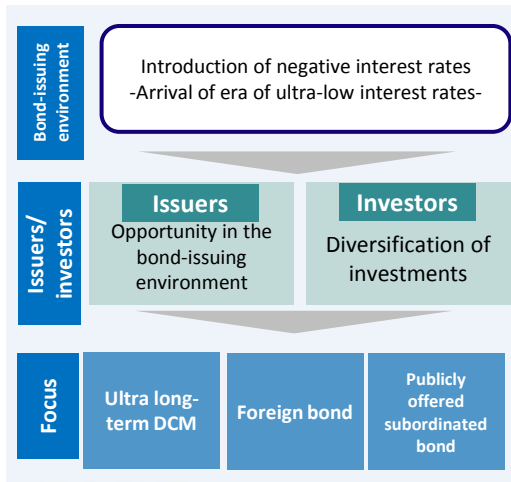 Bond-issuing
environment
Introduction of negative interest rates
-Arrival of era of ultra-low interest rates-
Issuers/
investors
Issuers
Opportunity in the
bond-issuing
environment
Investors
Diversification of
investments
Focus
Ultra long-
term DCM
Foreign bond
Publicly
offered
subordinated
bond